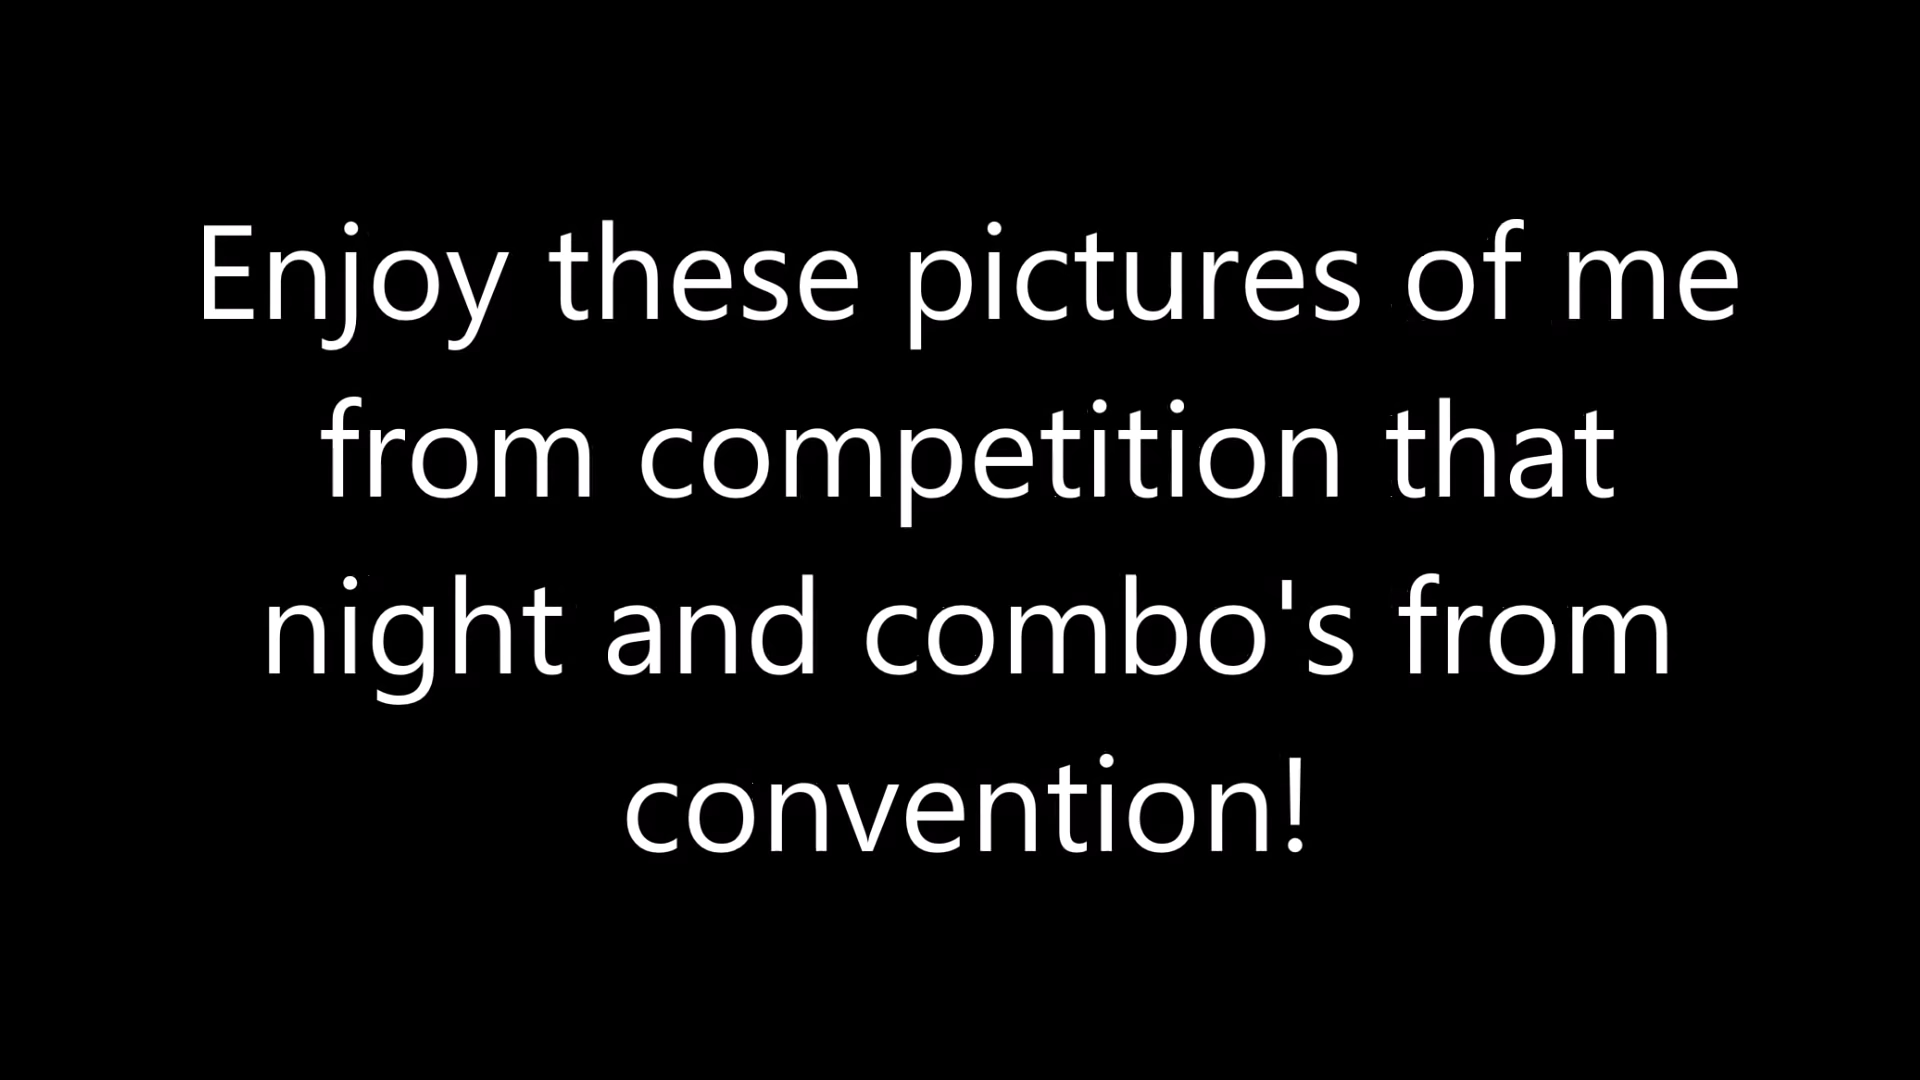 Enjoy these pictures of me
from competition that
night and combo's from
convention!